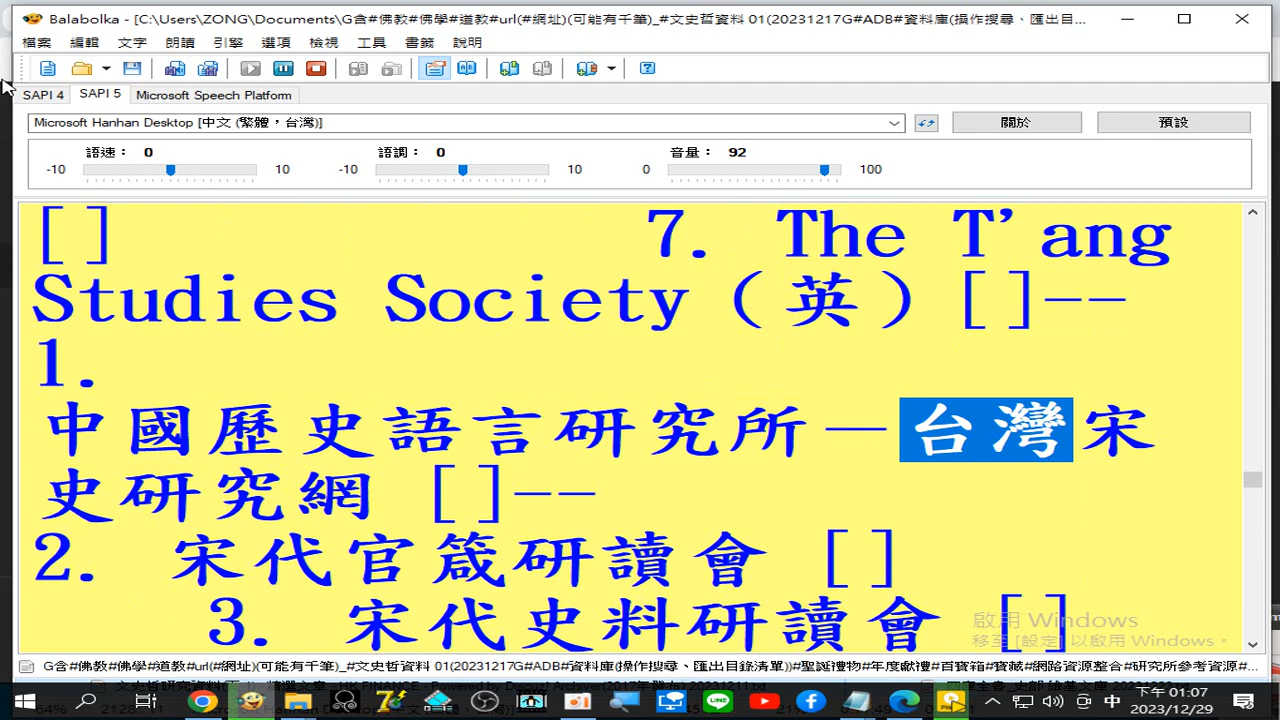 Balabolka - [C:\Users\ZONG\Documents\G含#佛教#佛學#道教#url(#網址)(可能有千筆)_#文史哲資料 01(20231217G#ADB#資料庫(操作搜尋、匯出目...
檔案 編輯 文字 朗讀 引擎 選項 檢視 工具 書籤 說明
SAPI 4 SAPI 5 Microsoft Speech Platform
Microsoft Hanhan Desktop [中文 (繁體，台灣)]
關於 預設
語速： 0 語調： 0 音量： 92
-10 10 -10 10 0 100
[] 7. The T'ang
Studies Society（英）[]--
1.
中國歷史語言研究所－台灣宋
史研究網 []--
2. 宋代官箴研讀會 []
3. 宋代史料研讀會 []
啟用 Windows
移至 [設定] 以啟用 Windows。
G含#佛教#佛學#道教#url(#網址)(可能有千筆)_#文史哲資料 01(20231217G#ADB#資料庫(操作搜尋、匯出目錄清單))#聖誕禮物#年度獻禮#百寶箱#寶藏#網路資源整合#研究所參考資源#...
中 下午 01:07
2023/12/29